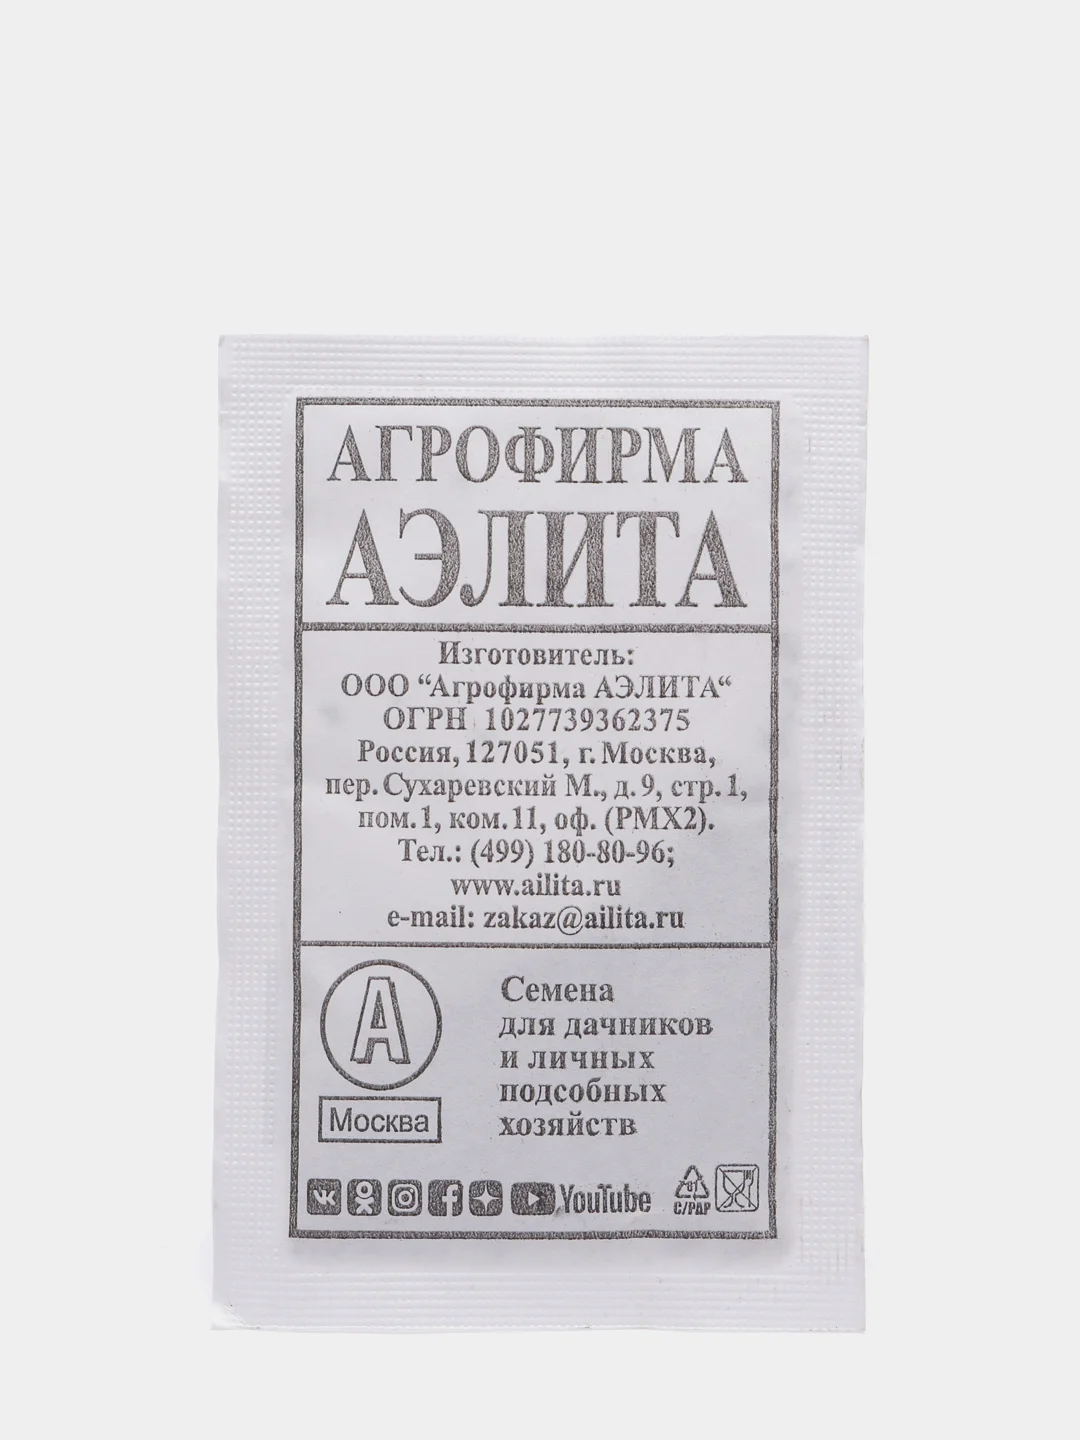 АГРОФИРМА
АЭЛИТА
Изготовитель:
ООО “Агрофирма АЭЛИТА“
ОГРН 1027739362375
Россия, 127051, г. Москва,
пер. Сухаревский М., д. 9, стр. 1,
пом. 1, ком. 11, оф. (РМХ2).
Тел.: (499) 180-80-96;
www.ailita.ru
e-mail: zakaz@ailita.ru
А
Москва
Семена
для дачников
и личных
подсобных
хозяйств
YouTube
C/PAP